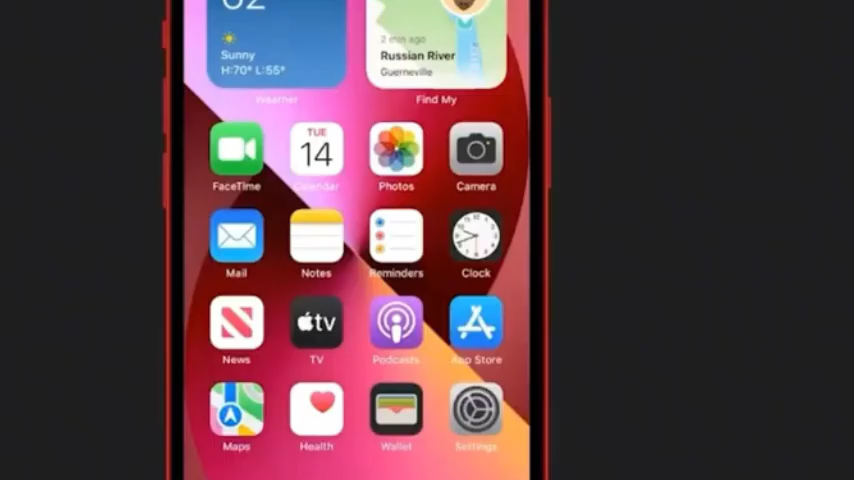 Sunny
H:70° L:55°
Weather
2 min ago
Russian River
Guerneville
Find My
FaceTime
TUE
14
Calendar
Photos
Camera
Mail
Notes
Reminders
Clock
News
tv
TV
Podcasts
App Store
Maps
Health
Wallet
Settings